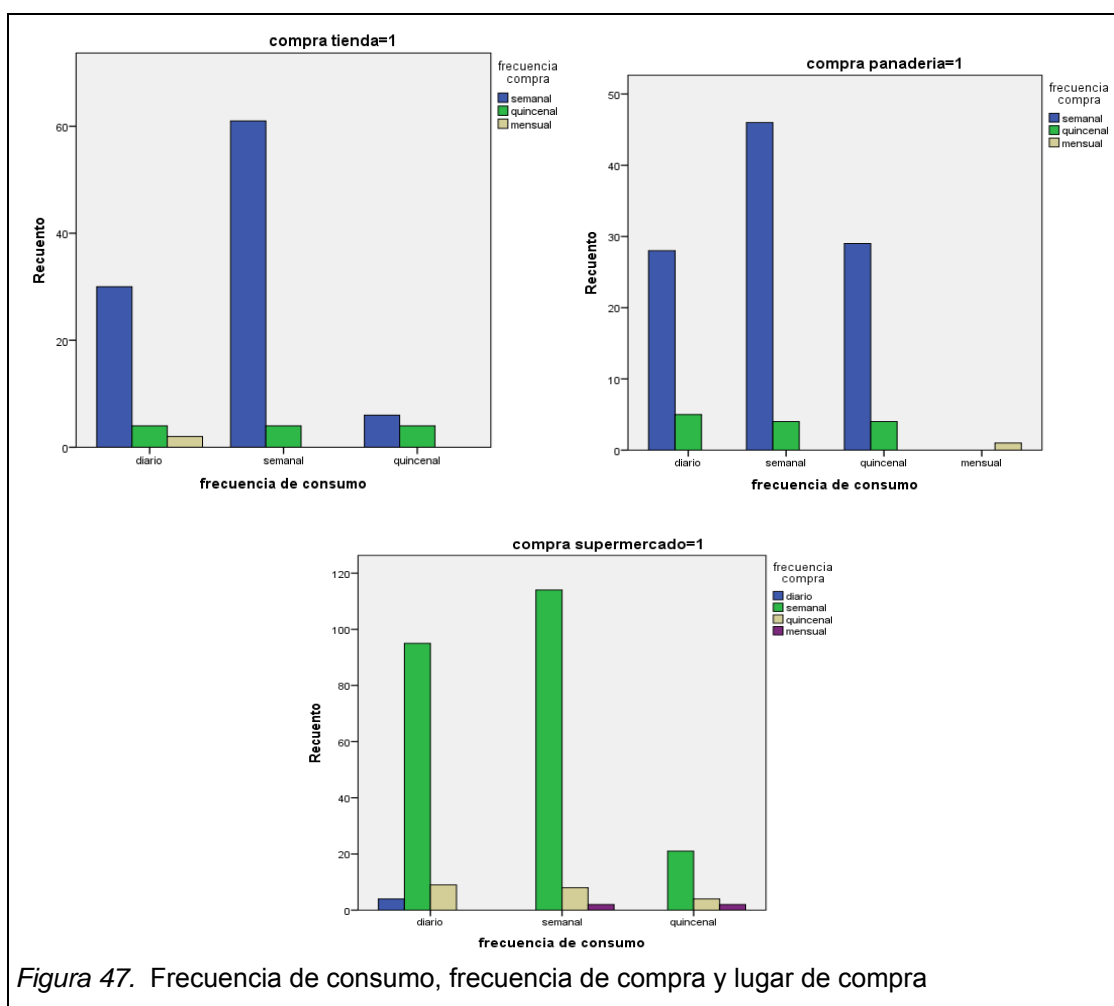 compra tienda=1
frecuencia
compra
semanal
quincenal
mensual
60
40
20
0
Recuento
diario semanal quincenal
frecuencia de consumo
compra panaderia=1
frecuencia
compra
semanal
quincenal
mensual
50
40
30
20
10
0
Recuento
diario semanal quincenal mensual
frecuencia de consumo
compra supermercado=1
frecuencia
compra
diario
semanal
quincenal
mensual
120
100
80
60
40
20
0
Recuento
diario semanal quincenal
frecuencia de consumo
Figura 47. Frecuencia de consumo, frecuencia de compra y lugar de compra